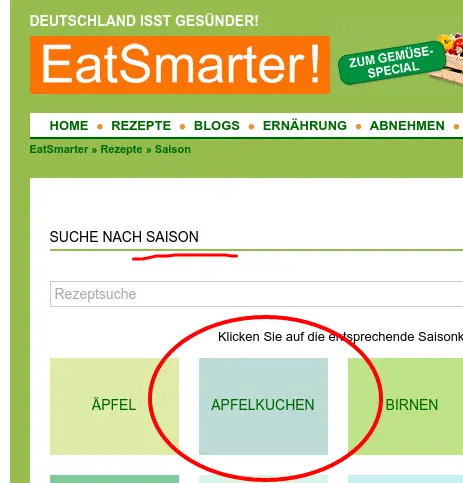 DEUTSCHLAND ISST GESÜNDER!
EatSmarter!
ZUM GEMÜSE-
SPECIAL
HOME • REZEPTE • BLOGS • ERNÄHRUNG • ABNEHMEN •
EatSmarter » Rezepte » Saison
SUCHE NACH SAISON
Rezeptsuche
Klicken Sie auf die entsprechende Saisonk
ÄPFEL APFELKUCHEN BIRNEN